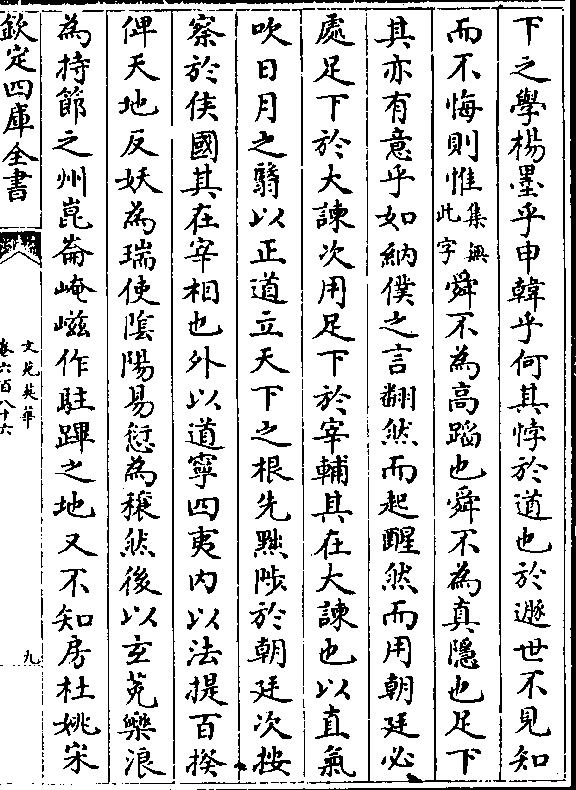 下之學楊墨乎申韓乎何其悖於道也於遯世不見知
而不悔則惟集無此字舜不為高蹈也舜不為真隱也足下
其亦有意乎如納僕之言翻然而起醒然而用朝廷必
處足下於大諫次用足下於宰輔其在大諫也以直氣
吹日月之翳以正道立天下之根先黜陟於朝廷次按
察於侯國其在宰相也外以道寧四夷內以法提百揆
俾天地反妖為瑞使陰陽易愆為穰然後以玄菟樂浪
為持節之州崑崙崦嵫作駐蹕之地又不知房杜姚宋
欽定四庫全書
文苑英華
卷六百八十六
九